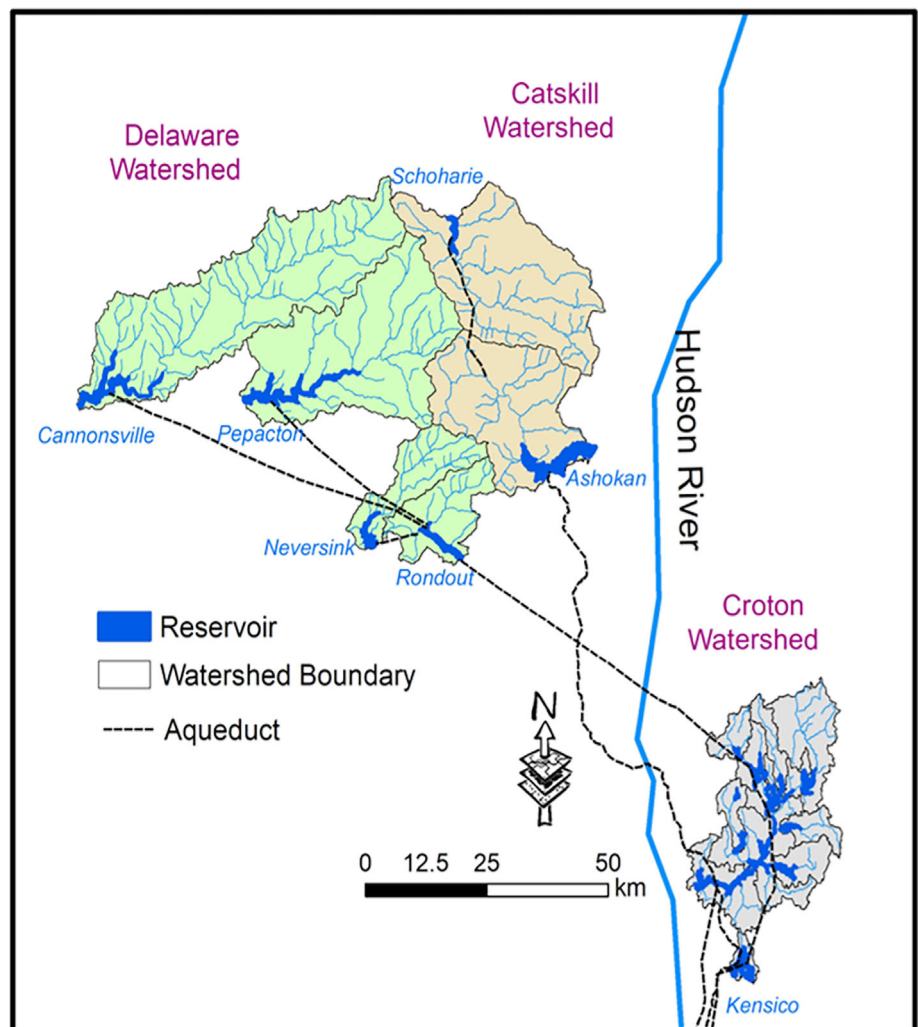 Catskill
Watershed
Delaware
Watershed
Schoharie
Hudson River
Cannonsville
Pepacton
Ashokan
Neversink
Rondout
Croton
Watershed
Reservoir
Watershed Boundary
Aqueduct
N
0 12.5 25 50
km
Kensico